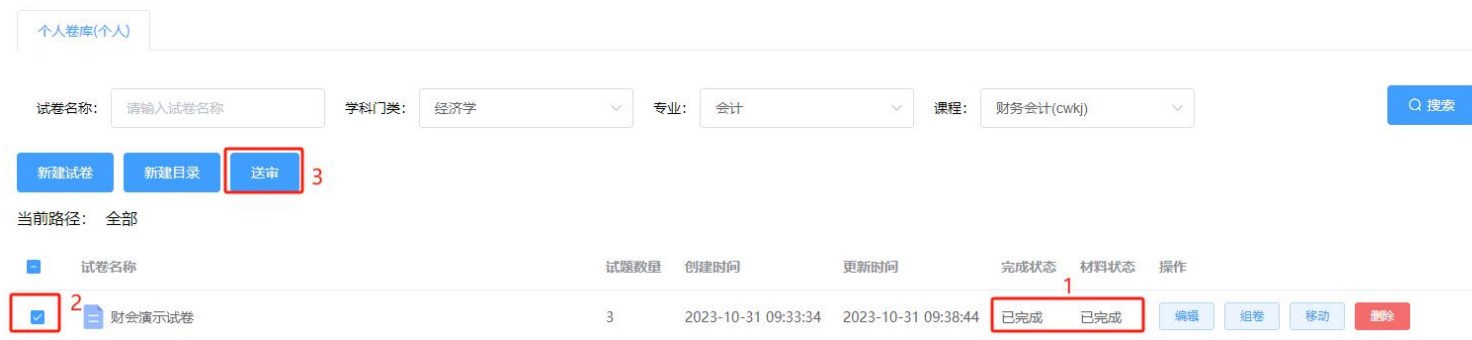 个人卷库(个人)
试卷名称： 请输入试卷名称 学科门类： 经济学 专业： 会计 课程： 财务会计(cwkj) 搜索
新建试卷 新建目录 送审 3
当前路径： 全部
试卷名称 试题数量 创建时间 更新时间 完成状态 材料状态 操作
1
2 财会演示试卷 3 2023-10-31 09:33:34 2023-10-31 09:38:44 已完成 已完成 编辑 组卷 移动 删除